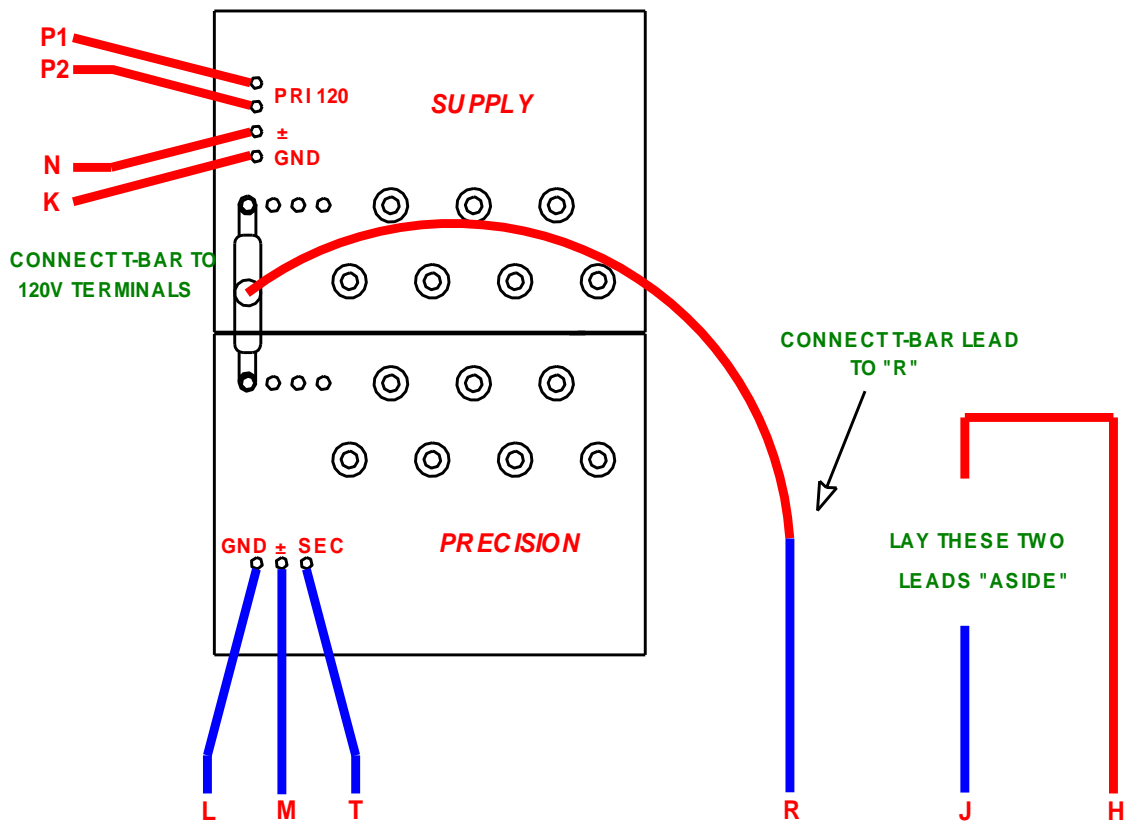 P1
P2
PRI 120
SUPPLY
±
N
GND
K
CONNECT T-BAR TO
120V TERMINALS
CONNECT T-BAR LEAD
TO "R"
GND ± SEC
PRECISION
LAY THESE TWO
LEADS "ASIDE"
L M T R J H